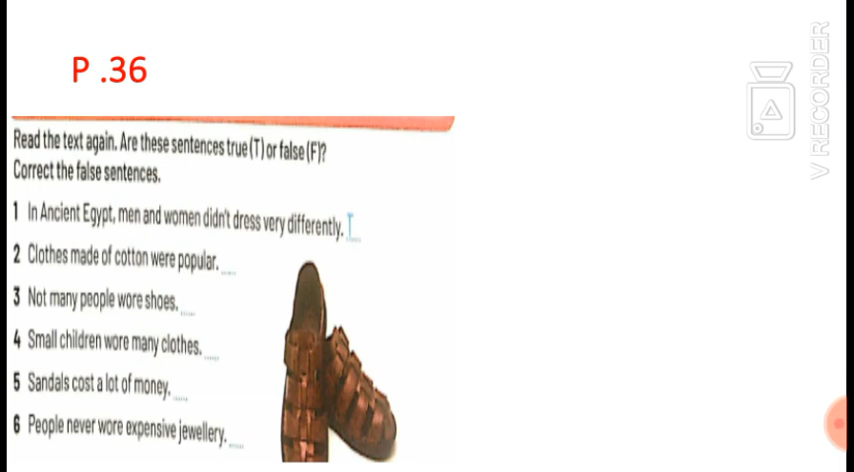 P .36
Read the text again. Are these sentences true (T) or false (F)?
Correct the false sentences.
1 In Ancient Egypt, men and women didn't dress very differently. T
2 Clothes made of cotton were popular. ....
3 Not many people wore shoes. ....
4 Small children wore many clothes. ....
5 Sandals cost a lot of money. ....
6 People never wore expensive jewellery. ....
V RECORDER